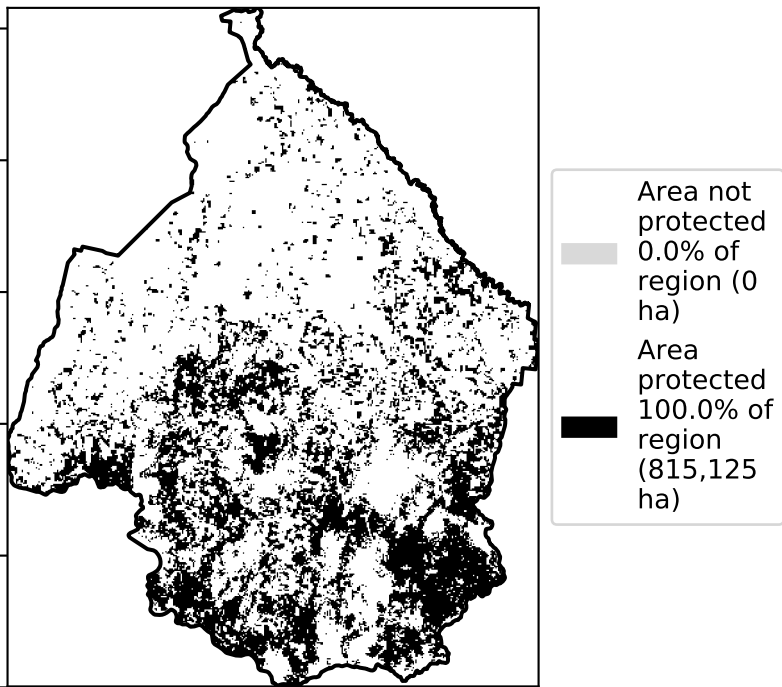 Area not
protected
0.0% of
region (0
ha)
Area
protected
100.0% of
region
(815,125
ha)